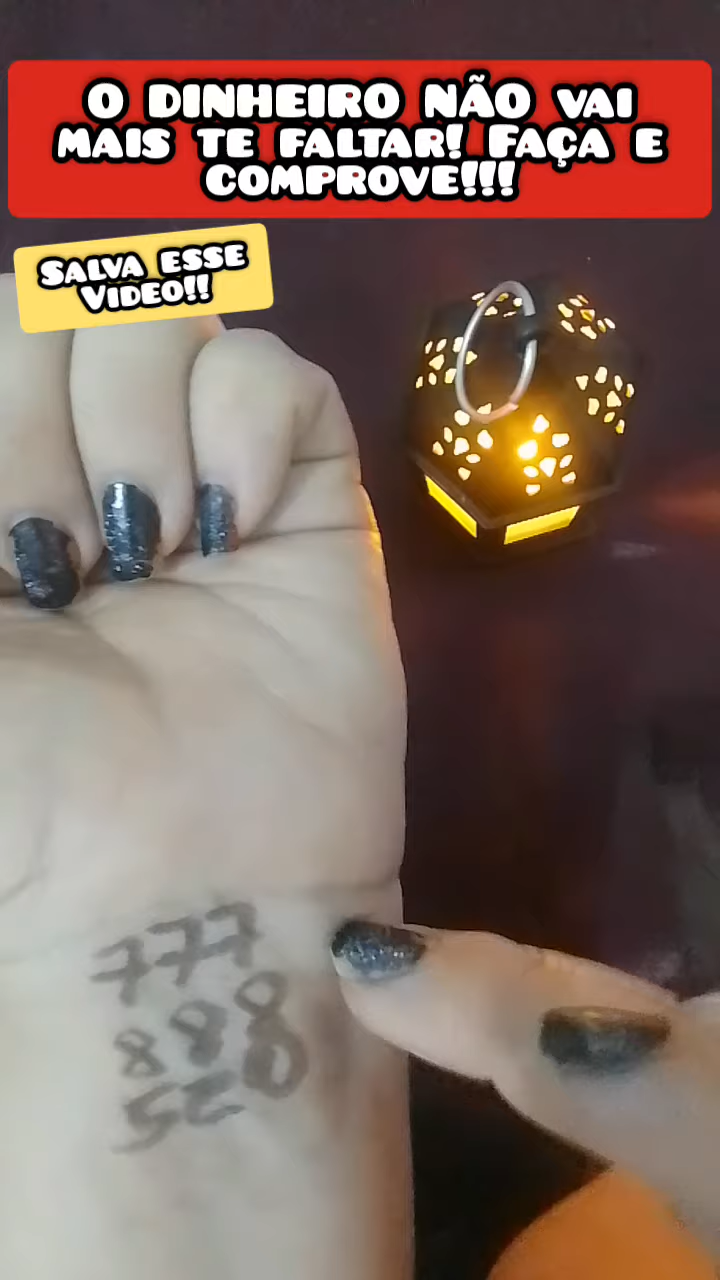 O DINHEIRO NÃO VAI
MAIS TE FALTAR! FAÇA E
COMPROVE!!!
SALVA ESSE
VIDEO!!
777
888
520